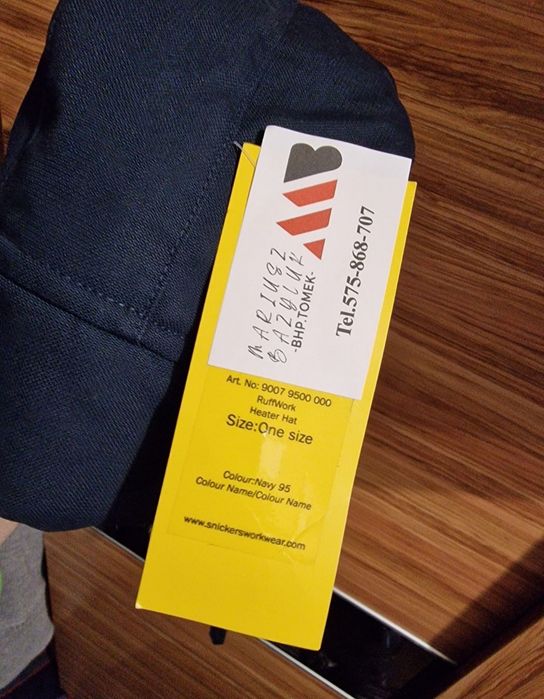 MARIUSZ
BAZYLUK
-BHP.TOMEK-
Tel.575-868-707
Art. No: 9007 9500 000
RuffWork
Heater Hat
Size:One size
Colour:Navy 95
Colour Name/Colour Name
www.snickersworkwear.com